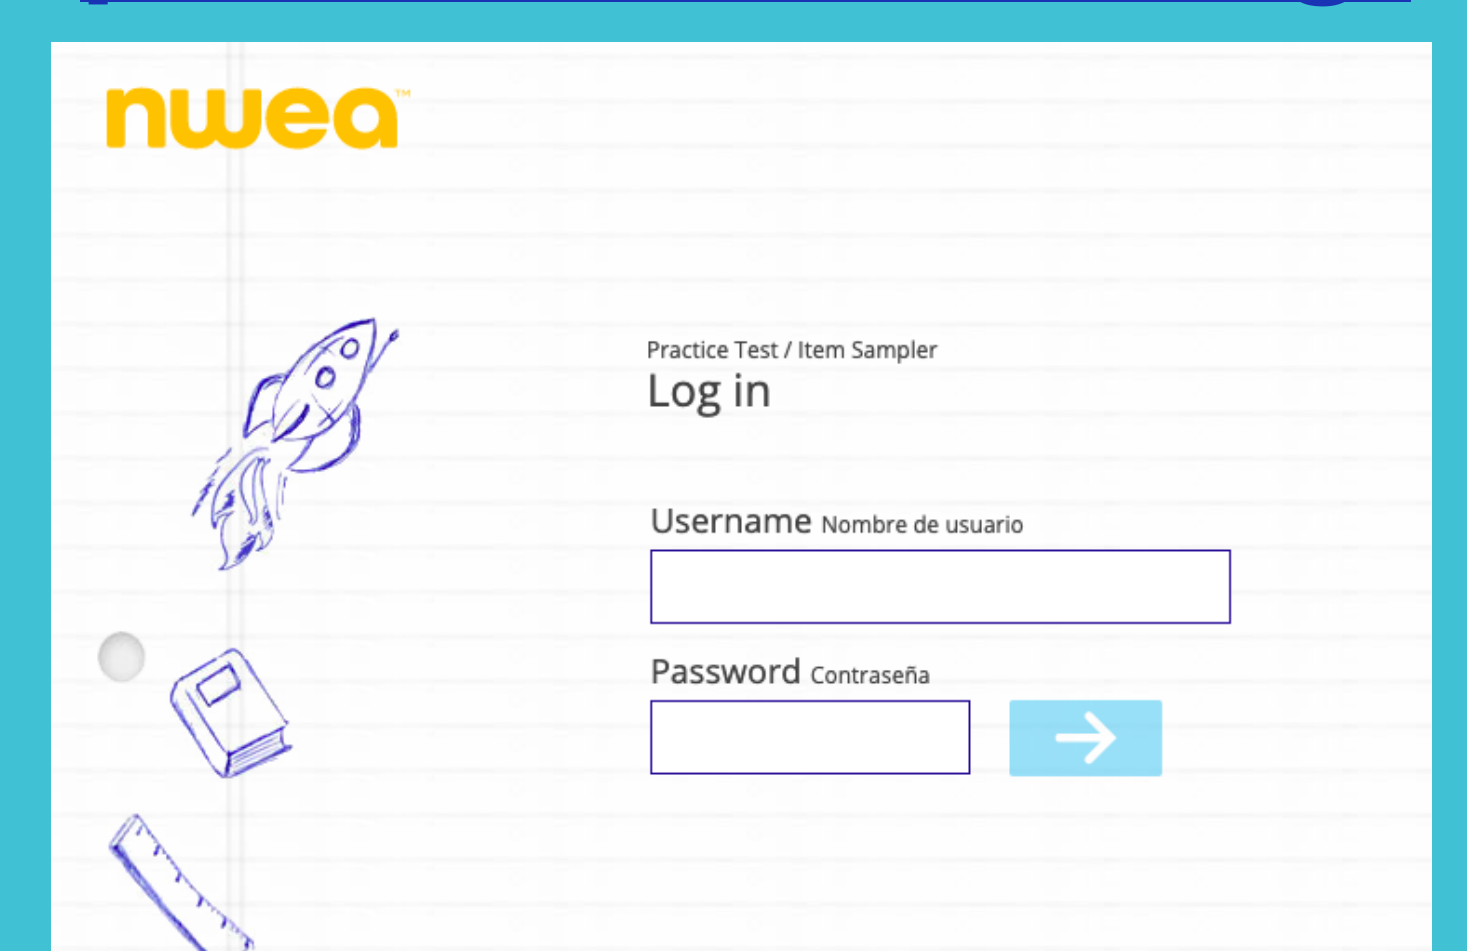 nwea™
Practice Test / Item Sampler
Log in
Username Nombre de usuario
Password Contraseña